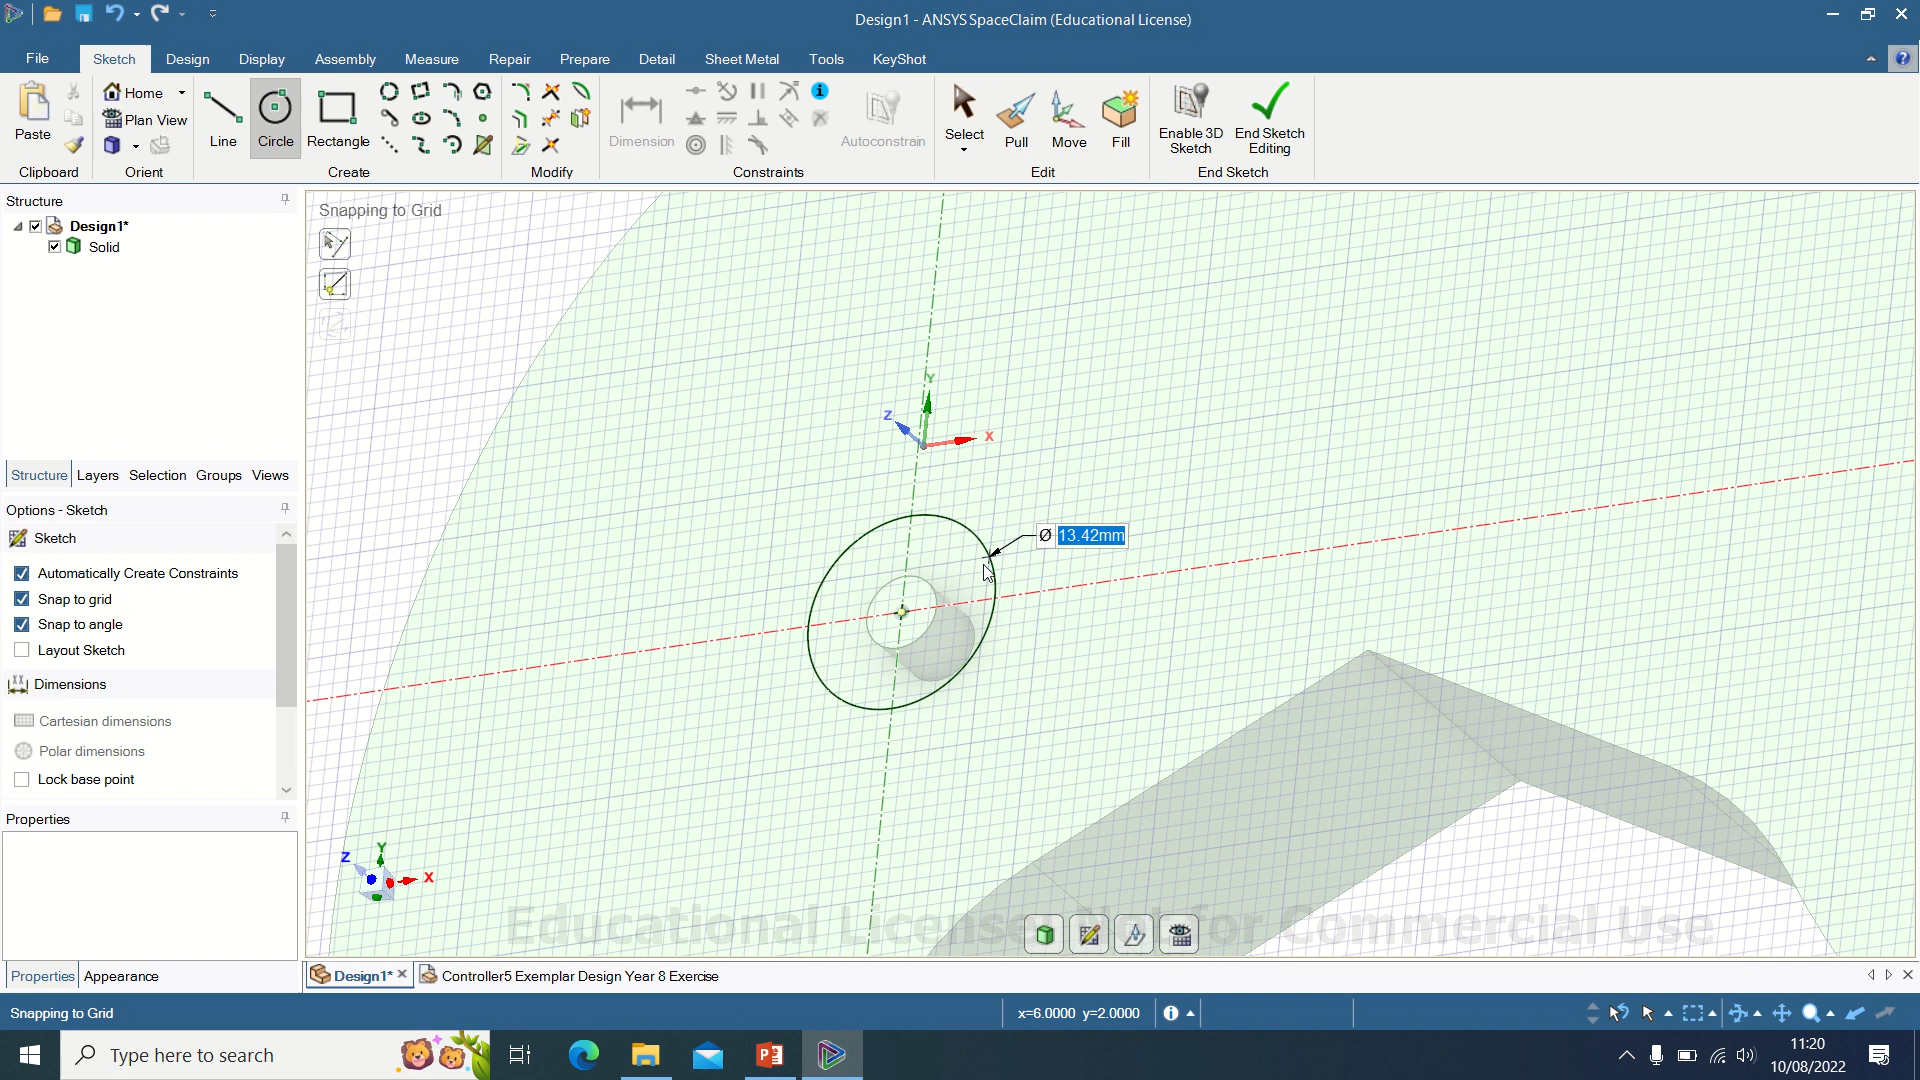 Design1 - ANSYS SpaceClaim (Educational License)
File Sketch Design Display Assembly Measure Repair Prepare Detail Sheet Metal Tools KeyShot
Paste
Home
Plan View
Line Circle Rectangle
Dimension
Autoconstrain
Select Pull Move Fill
Enable 3D Sketch
End Sketch Editing
Clipboard Orient Create Modify Constraints Edit End Sketch
Structure
Design1*
Solid
Structure Layers Selection Groups Views
Options - Sketch
Sketch
Automatically Create Constraints
Snap to grid
Snap to angle
Layout Sketch
Dimensions
Cartesian dimensions
Polar dimensions
Lock base point
Properties
Properties Appearance
Snapping to Grid
Y
Z
X
Ø 13.42mm
Y
Z
X
Educational License. Not for Commercial Use
Design1* Controller5 Exemplar Design Year 8 Exercise
Snapping to Grid
x=6.0000 y=2.0000
Type here to search
11:20
10/08/2022